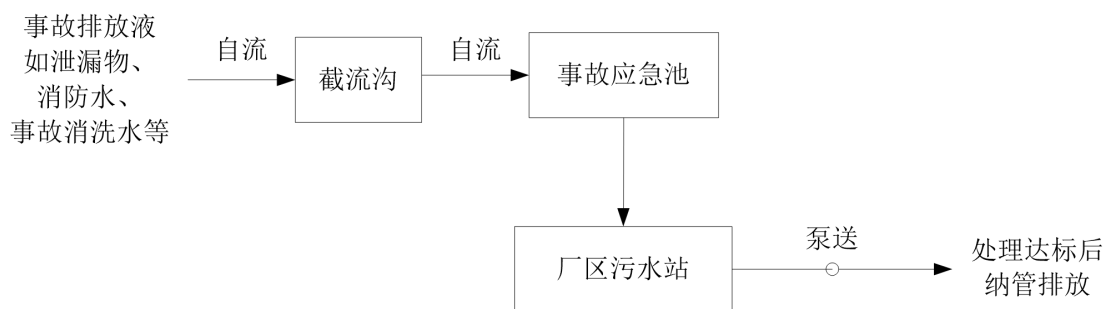 事故排放液
如泄漏物、
消防水、
事故消洗水等
自流
截流沟
自流
事故应急池
厂区污水站
泵送
处理达标后
纳管排放